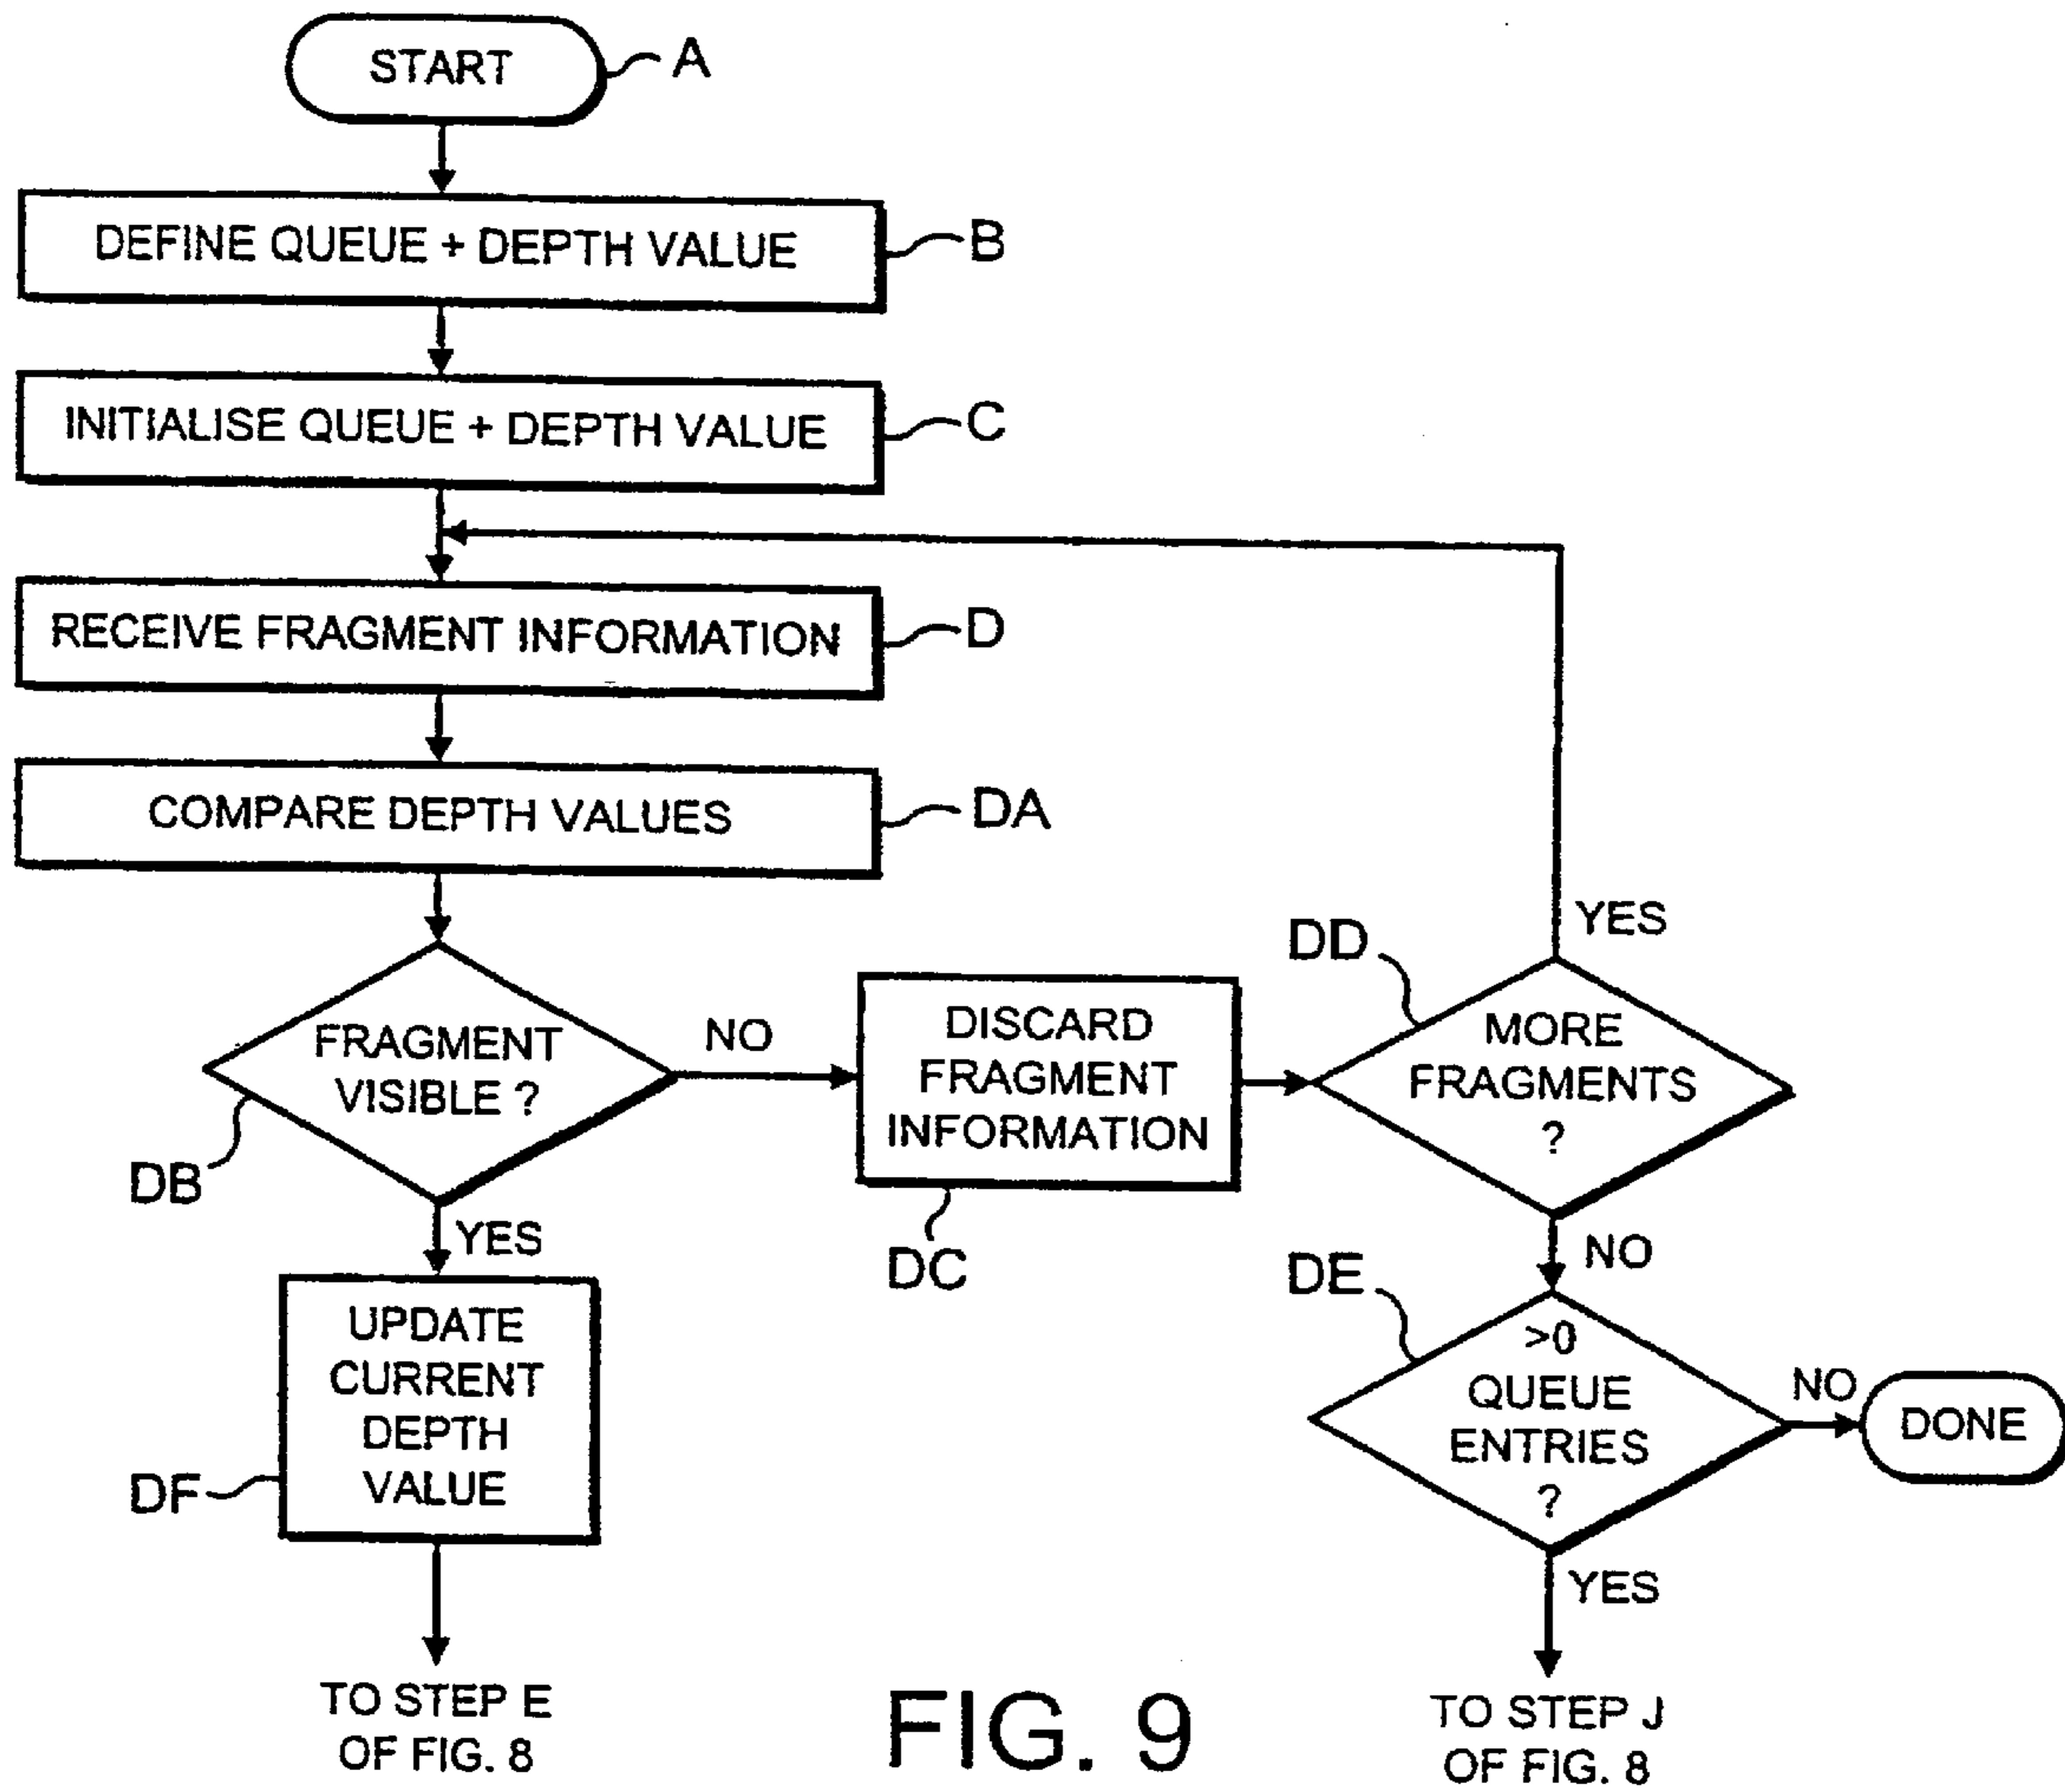 START
A
DEFINE QUEUE + DEPTH VALUE
B
INITIALISE QUEUE + DEPTH VALUE
C
RECEIVE FRAGMENT INFORMATION
D
COMPARE DEPTH VALUES
DA
FRAGMENT
VISIBLE ?
DB
NO
DISCARD
FRAGMENT
INFORMATION
DC
DD
YES
MORE
FRAGMENTS
?
NO
YES
UPDATE
CURRENT
DEPTH
VALUE
DF
DE
>0
QUEUE
ENTRIES
?
NO
DONE
YES
TO STEP E
OF FIG. 8
TO STEP J
OF FIG. 8
FIG. 9